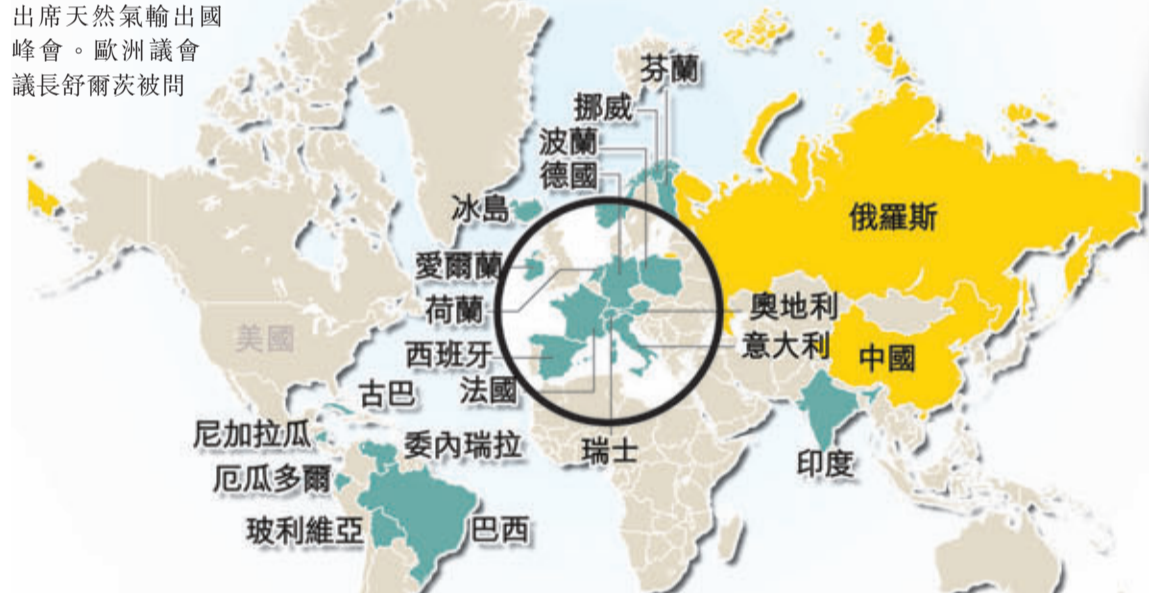 出席天然氣輸出國
峰會。歐洲議會
議長舒爾茨被問
芬蘭
挪威
波蘭
德國
冰島
俄羅斯
愛爾蘭
荷蘭
奧地利
美國
意大利
西班牙
中國
法國
古巴
尼加拉瓜
委內瑞拉
瑞士
印度
厄瓜多爾
玻利維亞
巴西